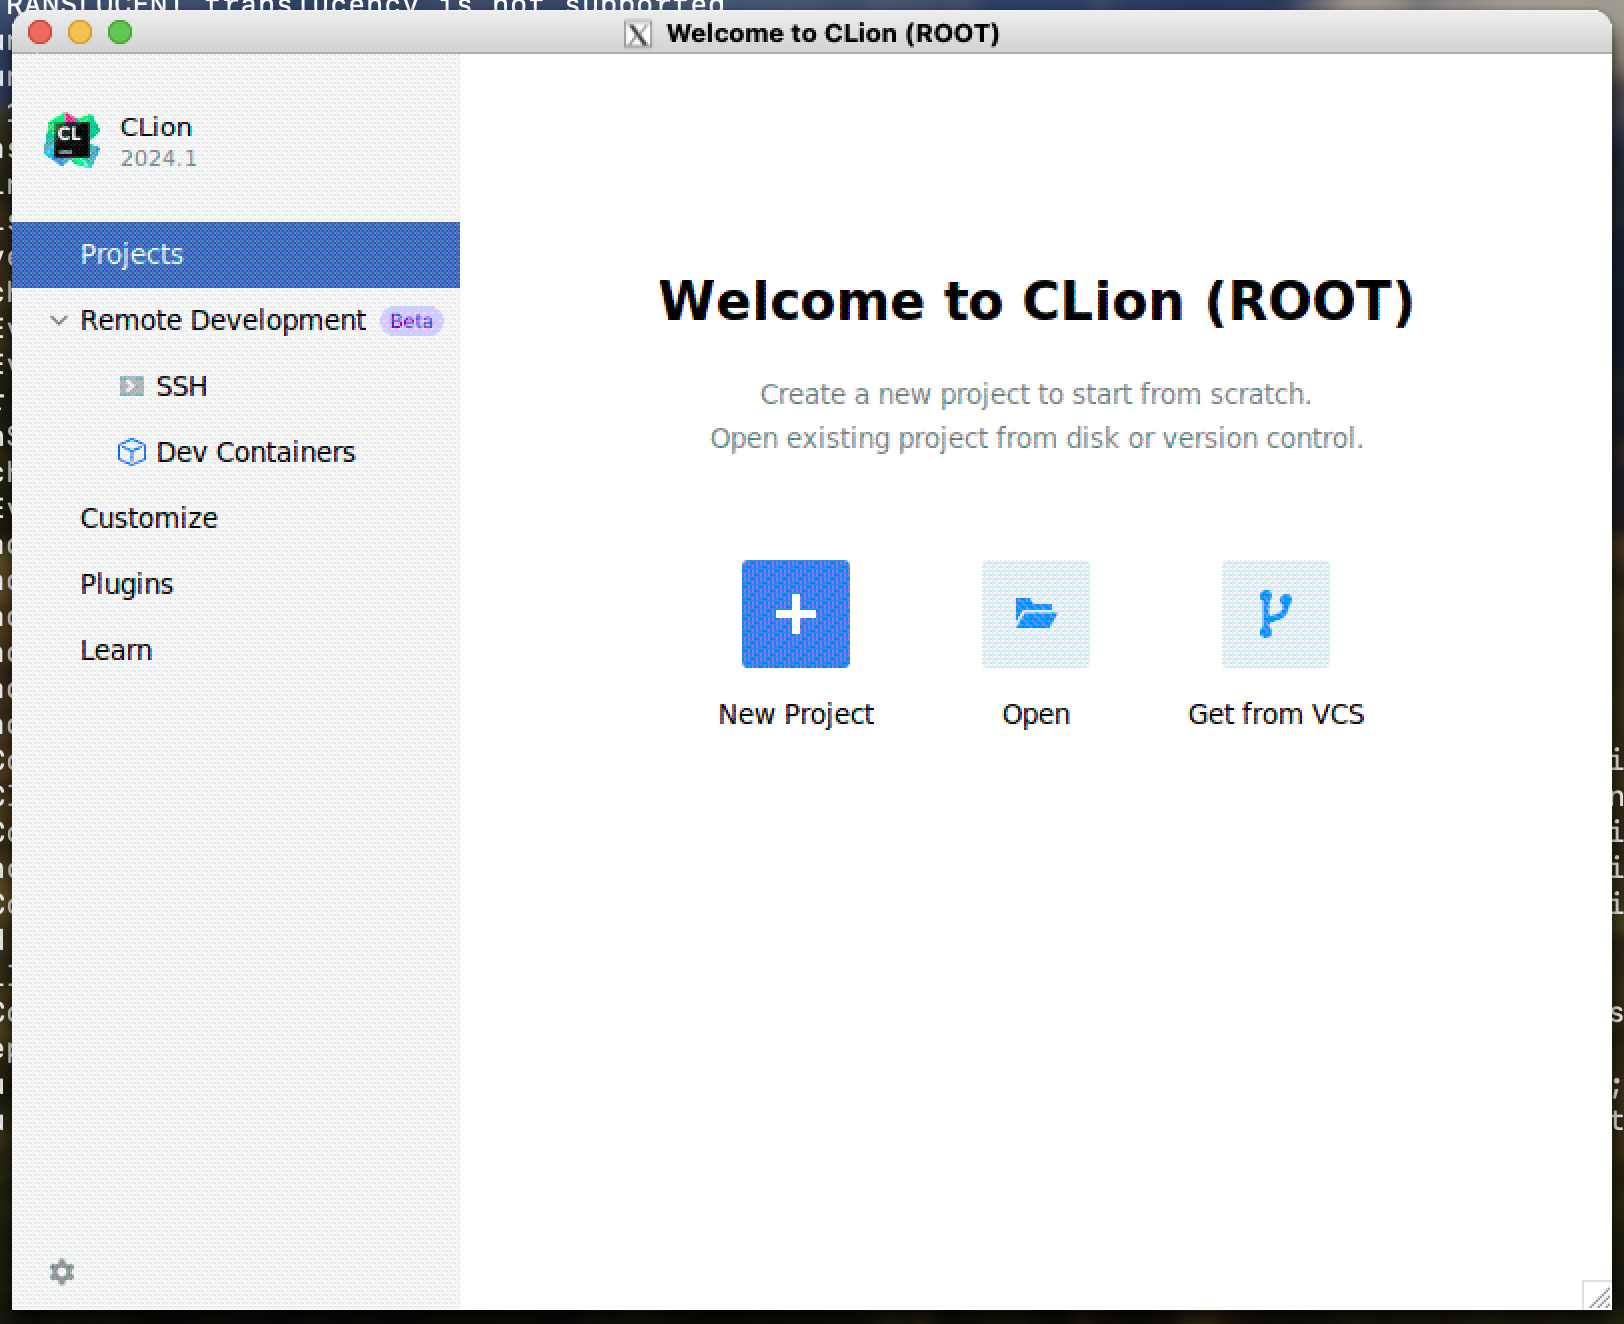 RANSLUCENT translucency is not supported
Welcome to CLion (ROOT)
CL
CLion
2024.1
Projects
Remote Development Beta
SSH
Dev Containers
Customize
Plugins
Learn
Welcome to CLion (ROOT)
Create a new project to start from scratch.
Open existing project from disk or version control.
New Project
Open
Get from VCS